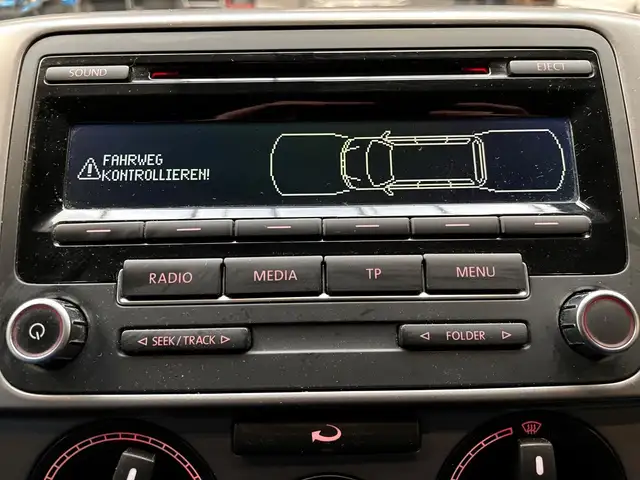 SOUND
EJECT
FAHRWEG
KONTROLLIEREN!
RADIO
MEDIA
TP
MENU
SEEK/TRACK
FOLDER